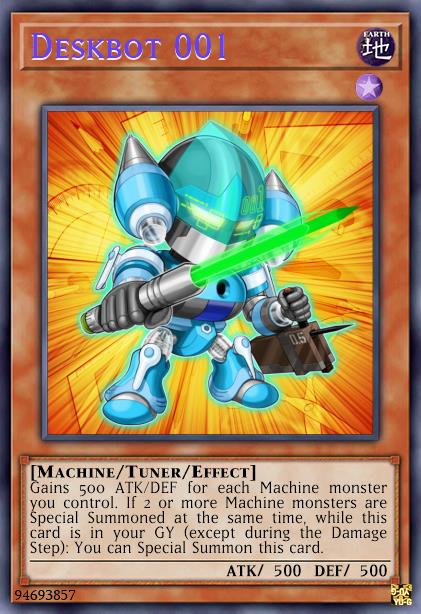 DESKBOT 001
EARTH
地
001
0.5
[MACHINE/TUNER/EFFECT]
Gains 500 ATK/DEF for each Machine monster
you control. If 2 or more Machine monsters are
Special Summoned at the same time, while this
card is in your GY (except during the Damage
Step): You can Special Summon this card.
ATK/ 500 DEF/ 500
94693857